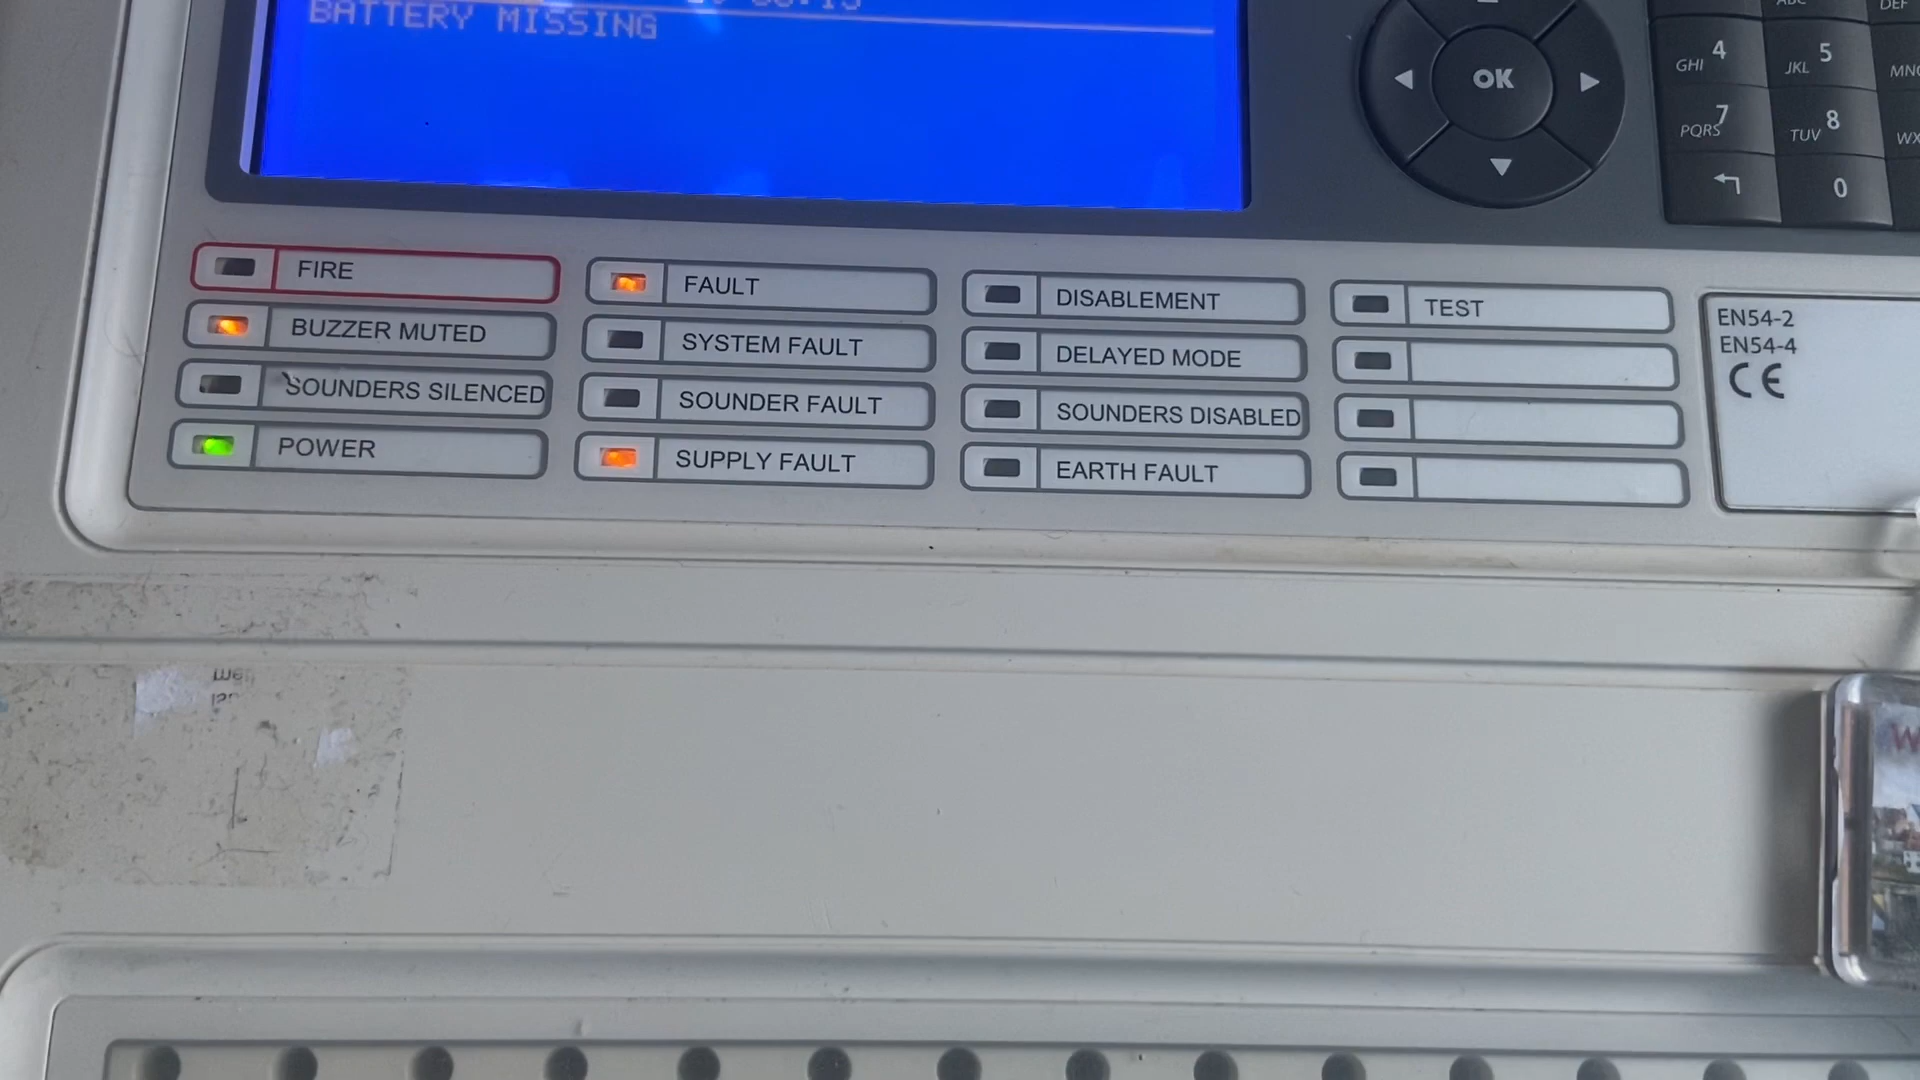 BATTERY MISSING
OK
GHI 4
JKL 5
PQRS 7
TUV 8
0
FIRE
FAULT
DISABLEMENT
TEST
BUZZER MUTED
SYSTEM FAULT
DELAYED MODE
SOUNDERS SILENCED
SOUNDER FAULT
SOUNDERS DISABLED
POWER
SUPPLY FAULT
EARTH FAULT
EN54-2
EN54-4
CE